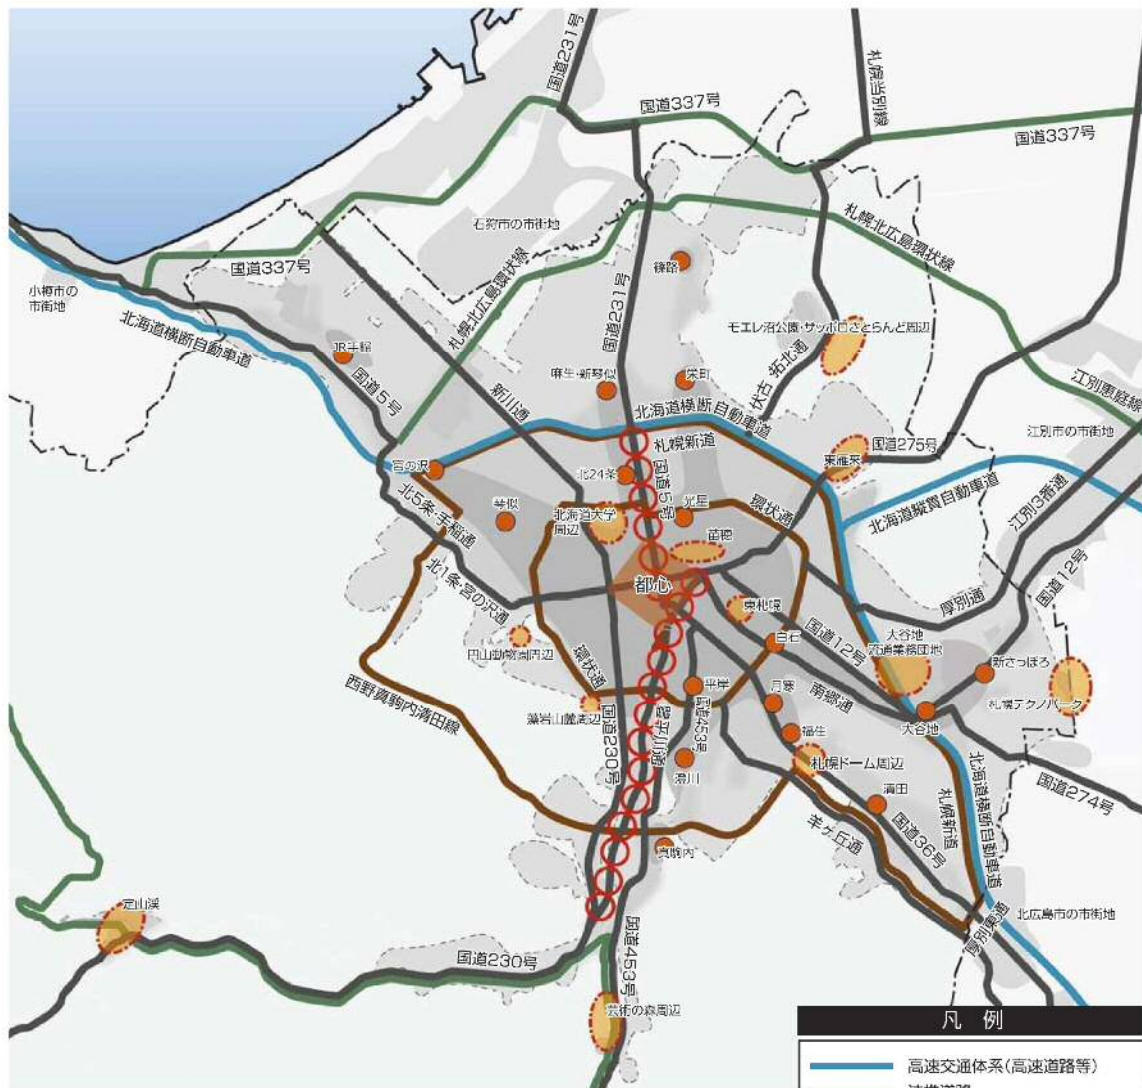 国道231号
国道337号
札幌当別線
国道337号
石狩市の市街地
札幌北広島環状線
国道337号
篠路
小樽市の
市街地
北海道横断自動車道
札幌北広島環状線
国道231号
モエレ沼公園・サッポロさとらんど周辺
JR手稲
国道5号
新川通
麻生・新琴似
栄町
伏古 拓北通
江別恵庭線
北海道横断自動車道
江別市の市街地
札幌新道
国道275号
東雁来
宮の沢
北24条
国道5号
北海道縦貫自動車道
江別3番通
北5条・手稲通
琴似
北海道大学
周辺
光星
環状通
苗穂
国道12号
北1条・宮の沢通
都心
東札幌
厚別通
円山動物園周辺
環状通
白石
国道12号
大谷地
流通業務団地
新さっぽろ
平岸
月寒
南郷通
札幌テクノパーク
西野真駒内清田線
藻岩山麓周辺
国道230号
豊平川通
国道453号
福住
大谷地
澄川
札幌ドーム周辺
清田
国道274号
羊ヶ丘通
国道36号
札幌新道
北海道横断自動車道
真駒内
定山渓
北広島市の市街地
厚別東通
国道230号
国道453号
芸術の森周辺
凡 例
高速交通体系(高速道路等)